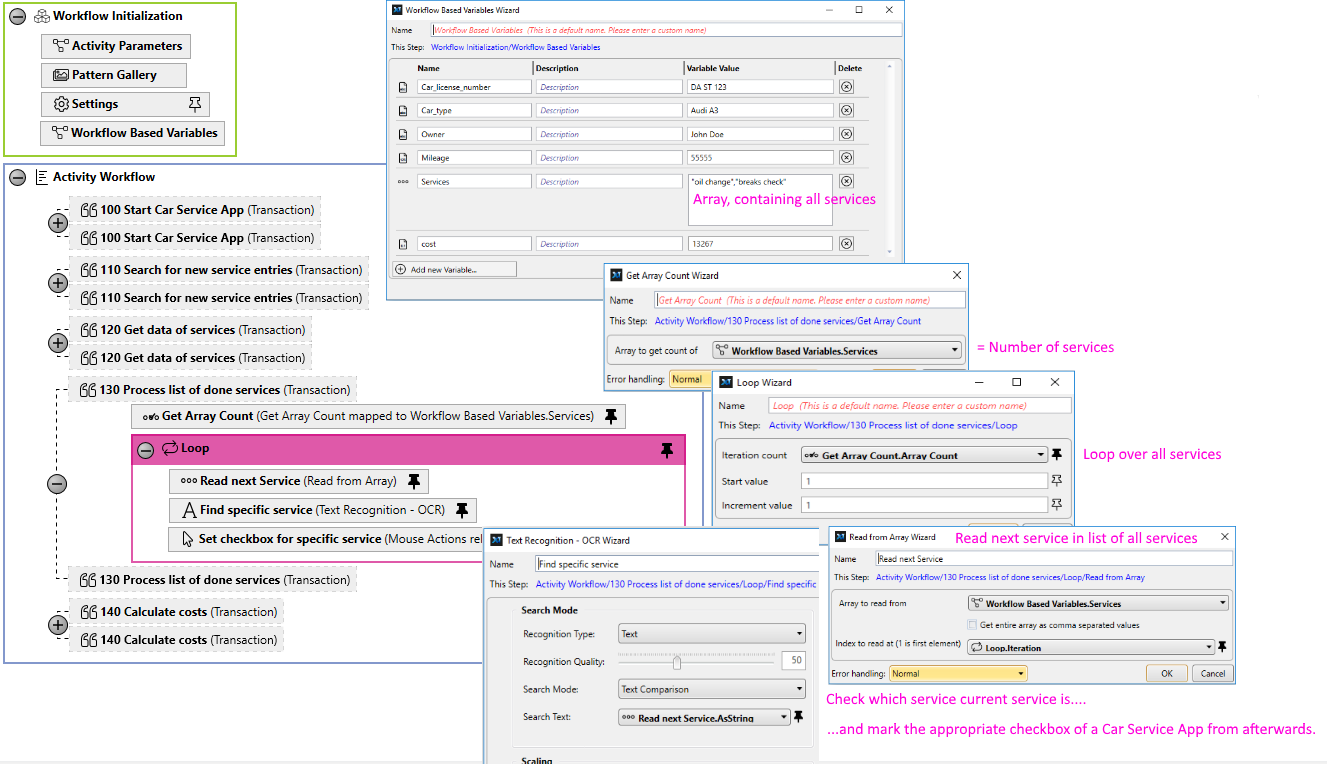 Workflow Initialization
Activity Parameters
Pattern Gallery
Settings
Workflow Based Variables
Activity Workflow
100 Start Car Service App (Transaction)
100 Start Car Service App (Transaction)
110 Search for new service entries (Transaction)
110 Search for new service entries (Transaction)
120 Get data of services (Transaction)
120 Get data of services (Transaction)
130 Process list of done services (Transaction)
Get Array Count (Get Array Count mapped to Workflow Based Variables.Services)
Loop
Read next Service (Read from Array)
Find specific service (Text Recognition - OCR)
Set checkbox for specific service (Mouse Actions rel
130 Process list of done services (Transaction)
140 Calculate costs (Transaction)
140 Calculate costs (Transaction)
Workflow Based Variables Wizard
Name Workflow Based Variables (This is a default name. Please enter a custom name)
This Step: Workflow Initialization/Workflow Based Variables
Name Description Variable Value Delete
Car_license_number Description DA ST 123
Car_type Description Audi A3
Owner Description John Doe
Mileage Description 55555
Services Description "oil change","breaks check"
Array, containing all services
cost Description 13267
Add new Variable...
Get Array Count Wizard
Name Get Array Count (This is a default name. Please enter a custom name)
This Step: Activity Workflow/130 Process list of done services/Get Array Count
Array to get count of Workflow Based Variables.Services
= Number of services
Error handling: Normal
Loop Wizard
Name Loop (This is a default name. Please enter a custom name)
This Step: Activity Workflow/130 Process list of done services/Loop
Iteration count Get Array Count.Array Count
Loop over all services
Start value 1
Increment value 1
Text Recognition - OCR Wizard
Name Find specific service
This Step: Activity Workflow/130 Process list of done services/Loop/Find specific
Search Mode
Recognition Type: Text
Recognition Quality: 50
Search Mode: Text Comparison
Search Text: Read next Service.AsString
Scaling
Read from Array Wizard
Read next service in list of all services
Name Read next Service
This Step: Activity Workflow/130 Process list of done services/Loop/Read from Array
Array to read from Workflow Based Variables.Services
Get entire array as comma separated values
Index to read at (1 is first element) Loop.Iteration
Error handling: Normal OK Cancel
Check which service current service is....
...and mark the appropriate checkbox of a Car Service App from afterwards.